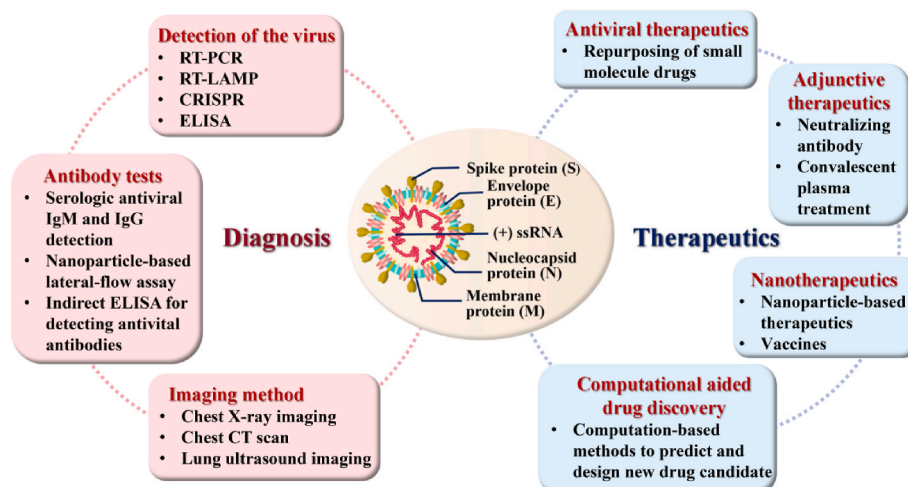 Detection of the virus
• RT-PCR
• RT-LAMP
• CRISPR
• ELISA
Antibody tests
• Serologic antiviral
IgM and IgG
detection
• Nanoparticle-based
lateral-flow assay
• Indirect ELISA for
detecting antivital
antibodies
Imaging method
• Chest X-ray imaging
• Chest CT scan
• Lung ultrasound imaging
Diagnosis
Spike protein (S)
Envelope
protein (E)
(+) ssRNA
Nucleocapsid
protein (N)
Membrane
protein (M)
Therapeutics
Antiviral therapeutics
• Repurposing of small
molecule drugs
Adjunctive
therapeutics
• Neutralizing
antibody
• Convalescent
plasma
treatment
Nanotherapeutics
• Nanoparticle-based
therapeutics
• Vaccines
Computational aided
drug discovery
• Computation-based
methods to predict and
design new drug candidate